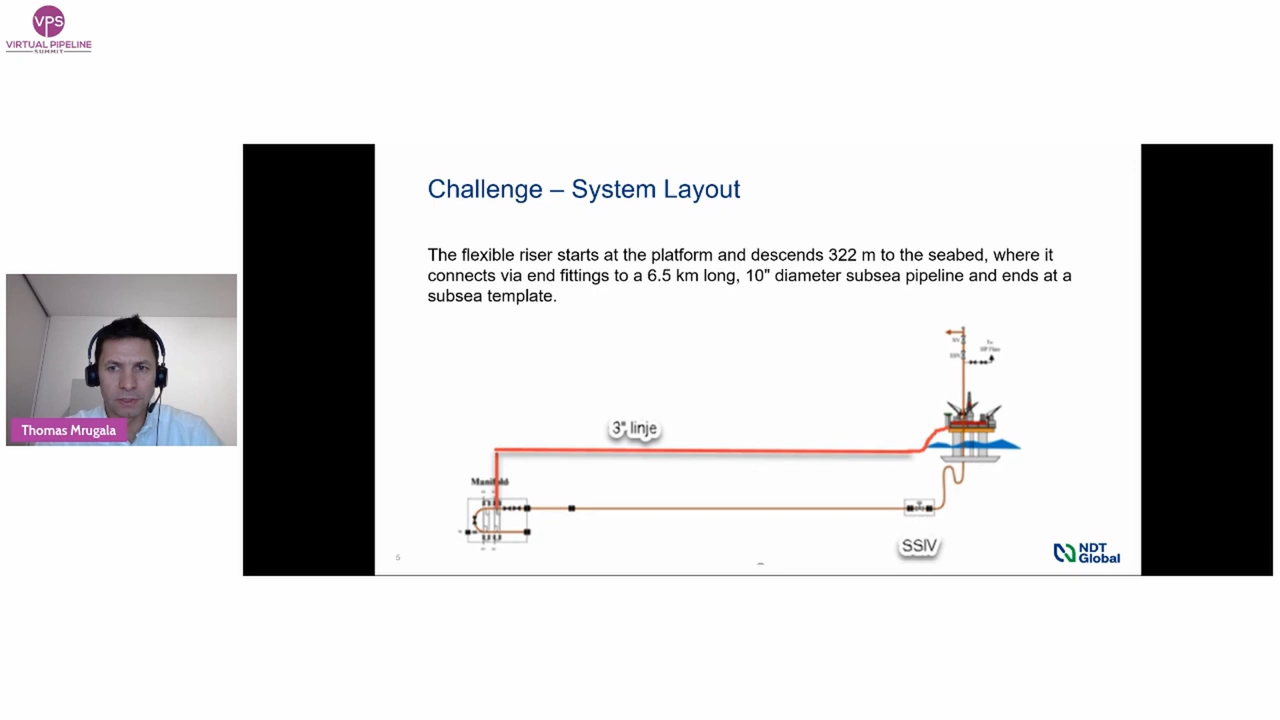 VPS
VIRTUAL PIPELINE
SUMMIT
Challenge – System Layout
The flexible riser starts at the platform and descends 322 m to the seabed, where it
connects via end fittings to a 6.5 km long, 10" diameter subsea pipeline and ends at a
subsea template.
3" linje
Manifold
SSIV
Thomas Mrugala
5
NDT
Global